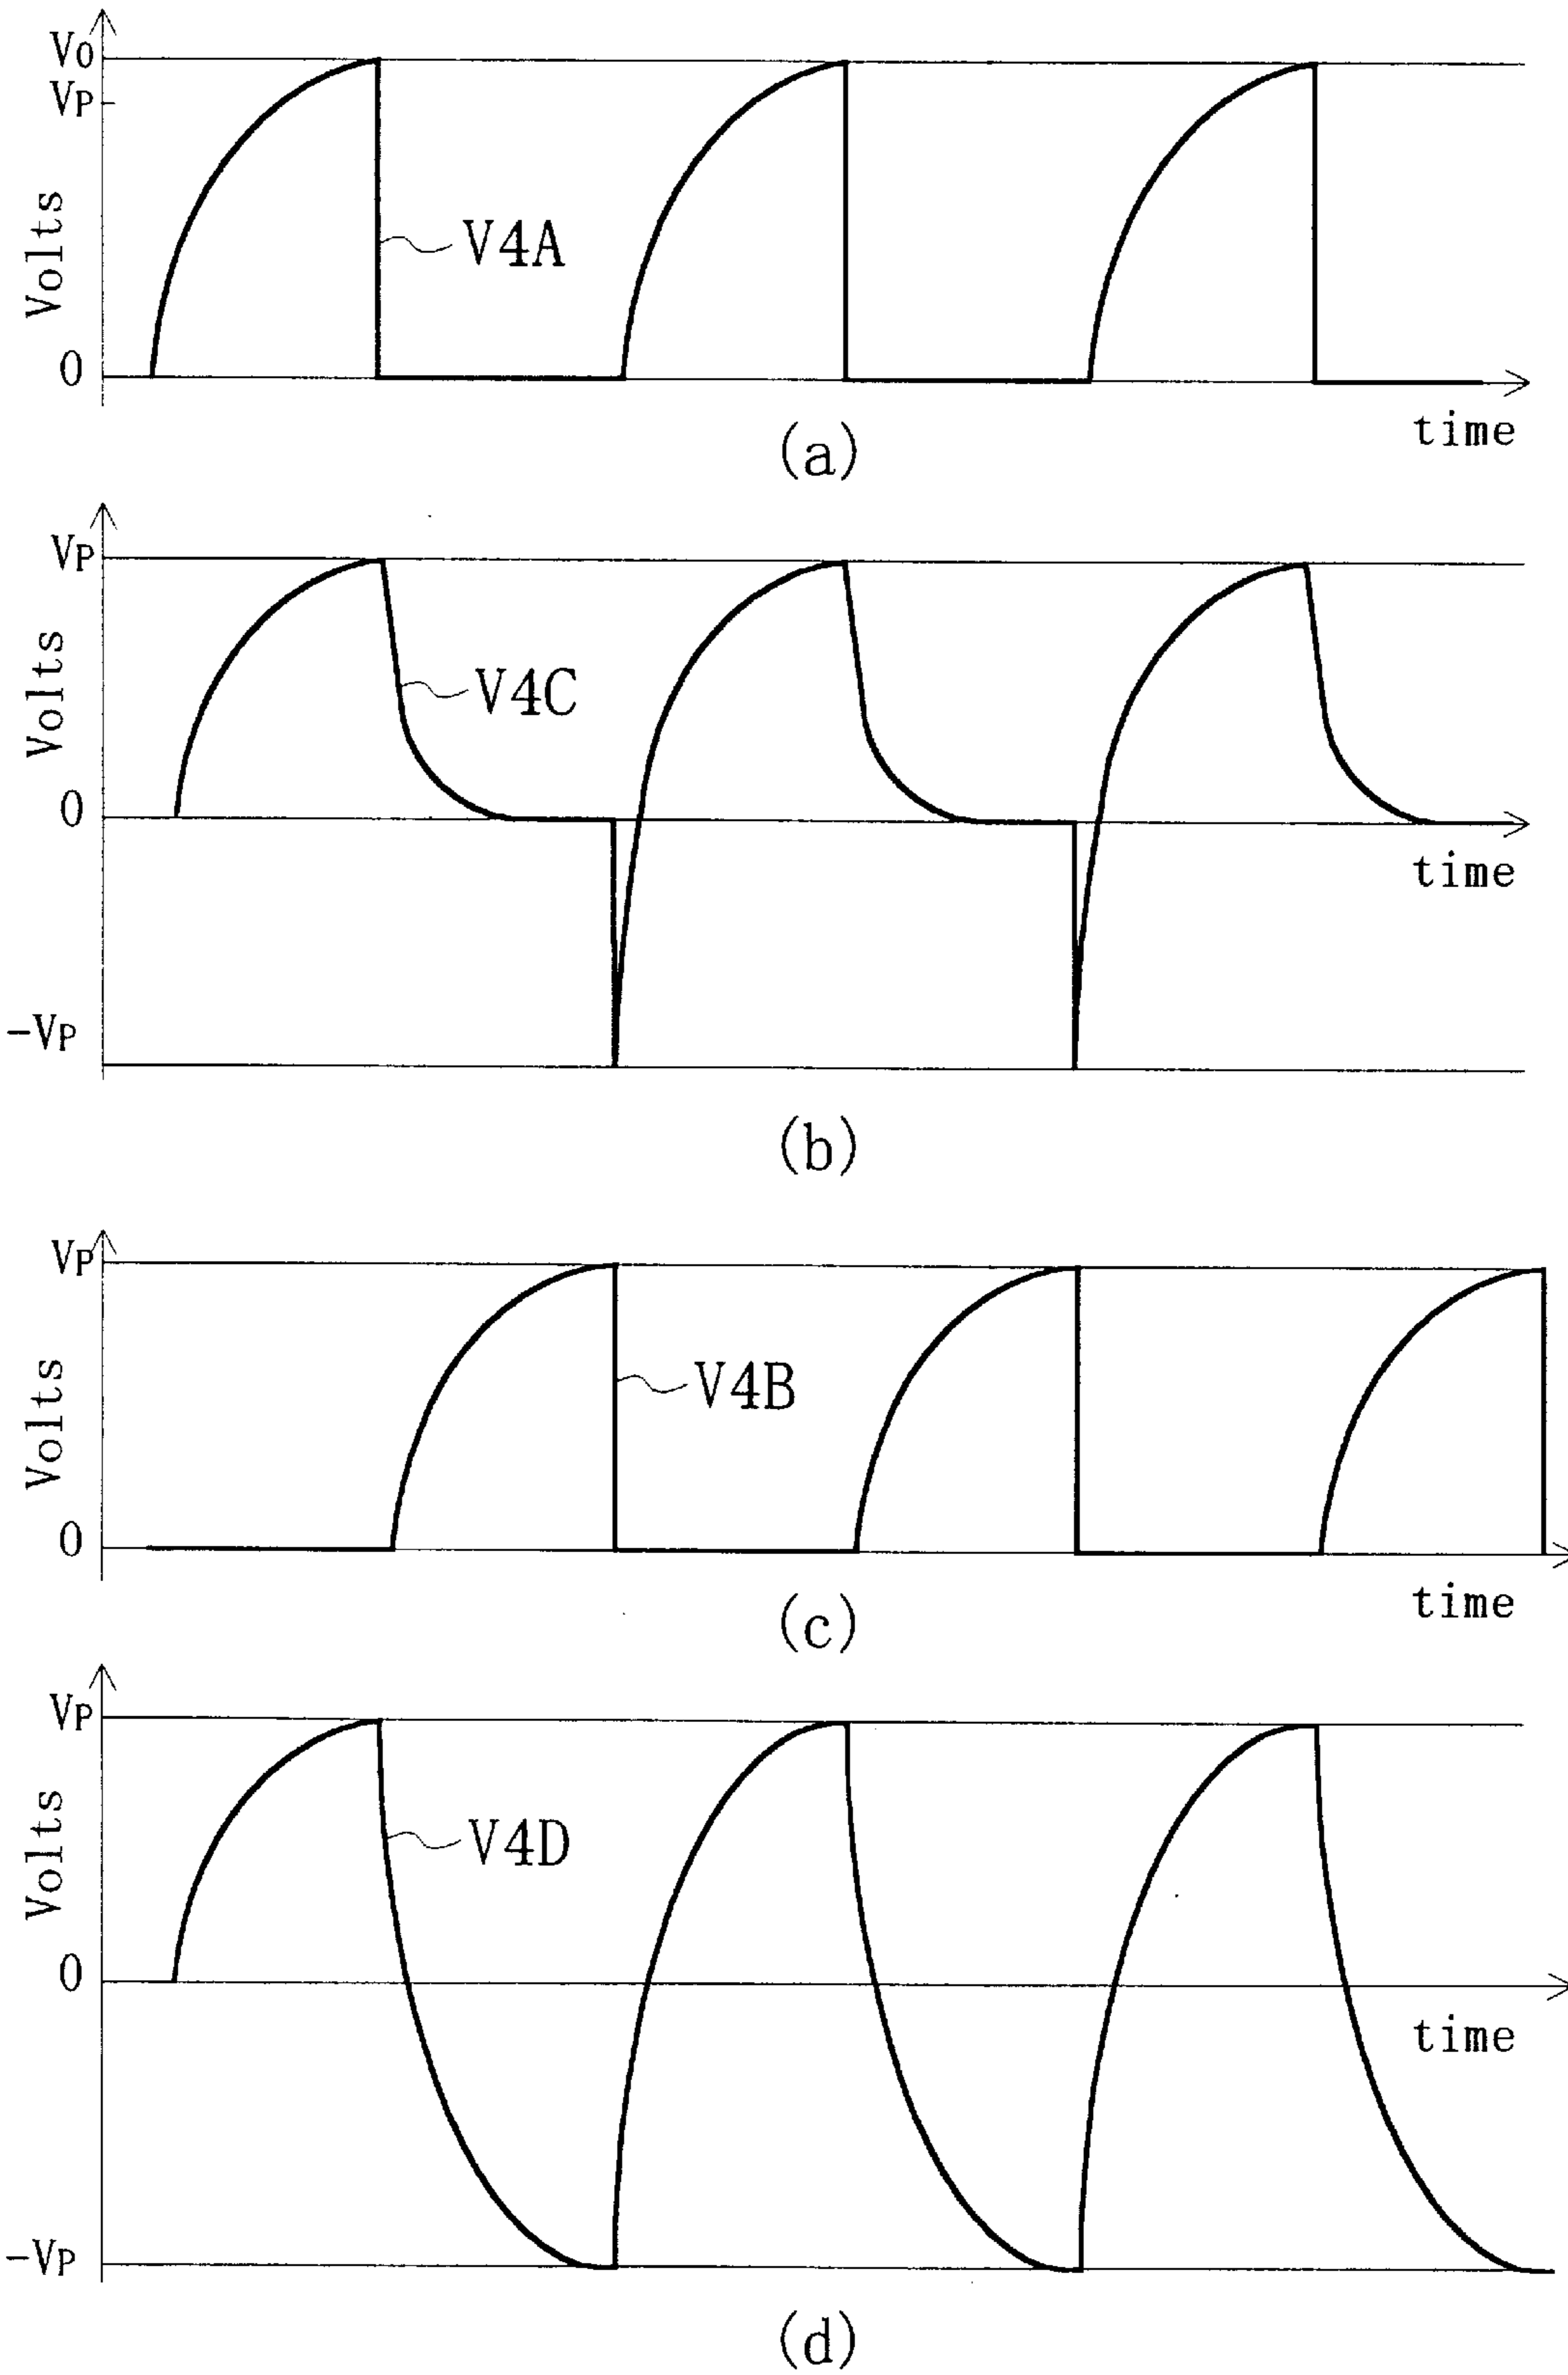 Vo
VP
Volts
V4A
0
time
(a)
VP
Volts
V4C
0
time
-VP
(b)
VP
Volts
V4B
0
time
(c)
VP
Volts
V4D
0
time
-VP
(d)